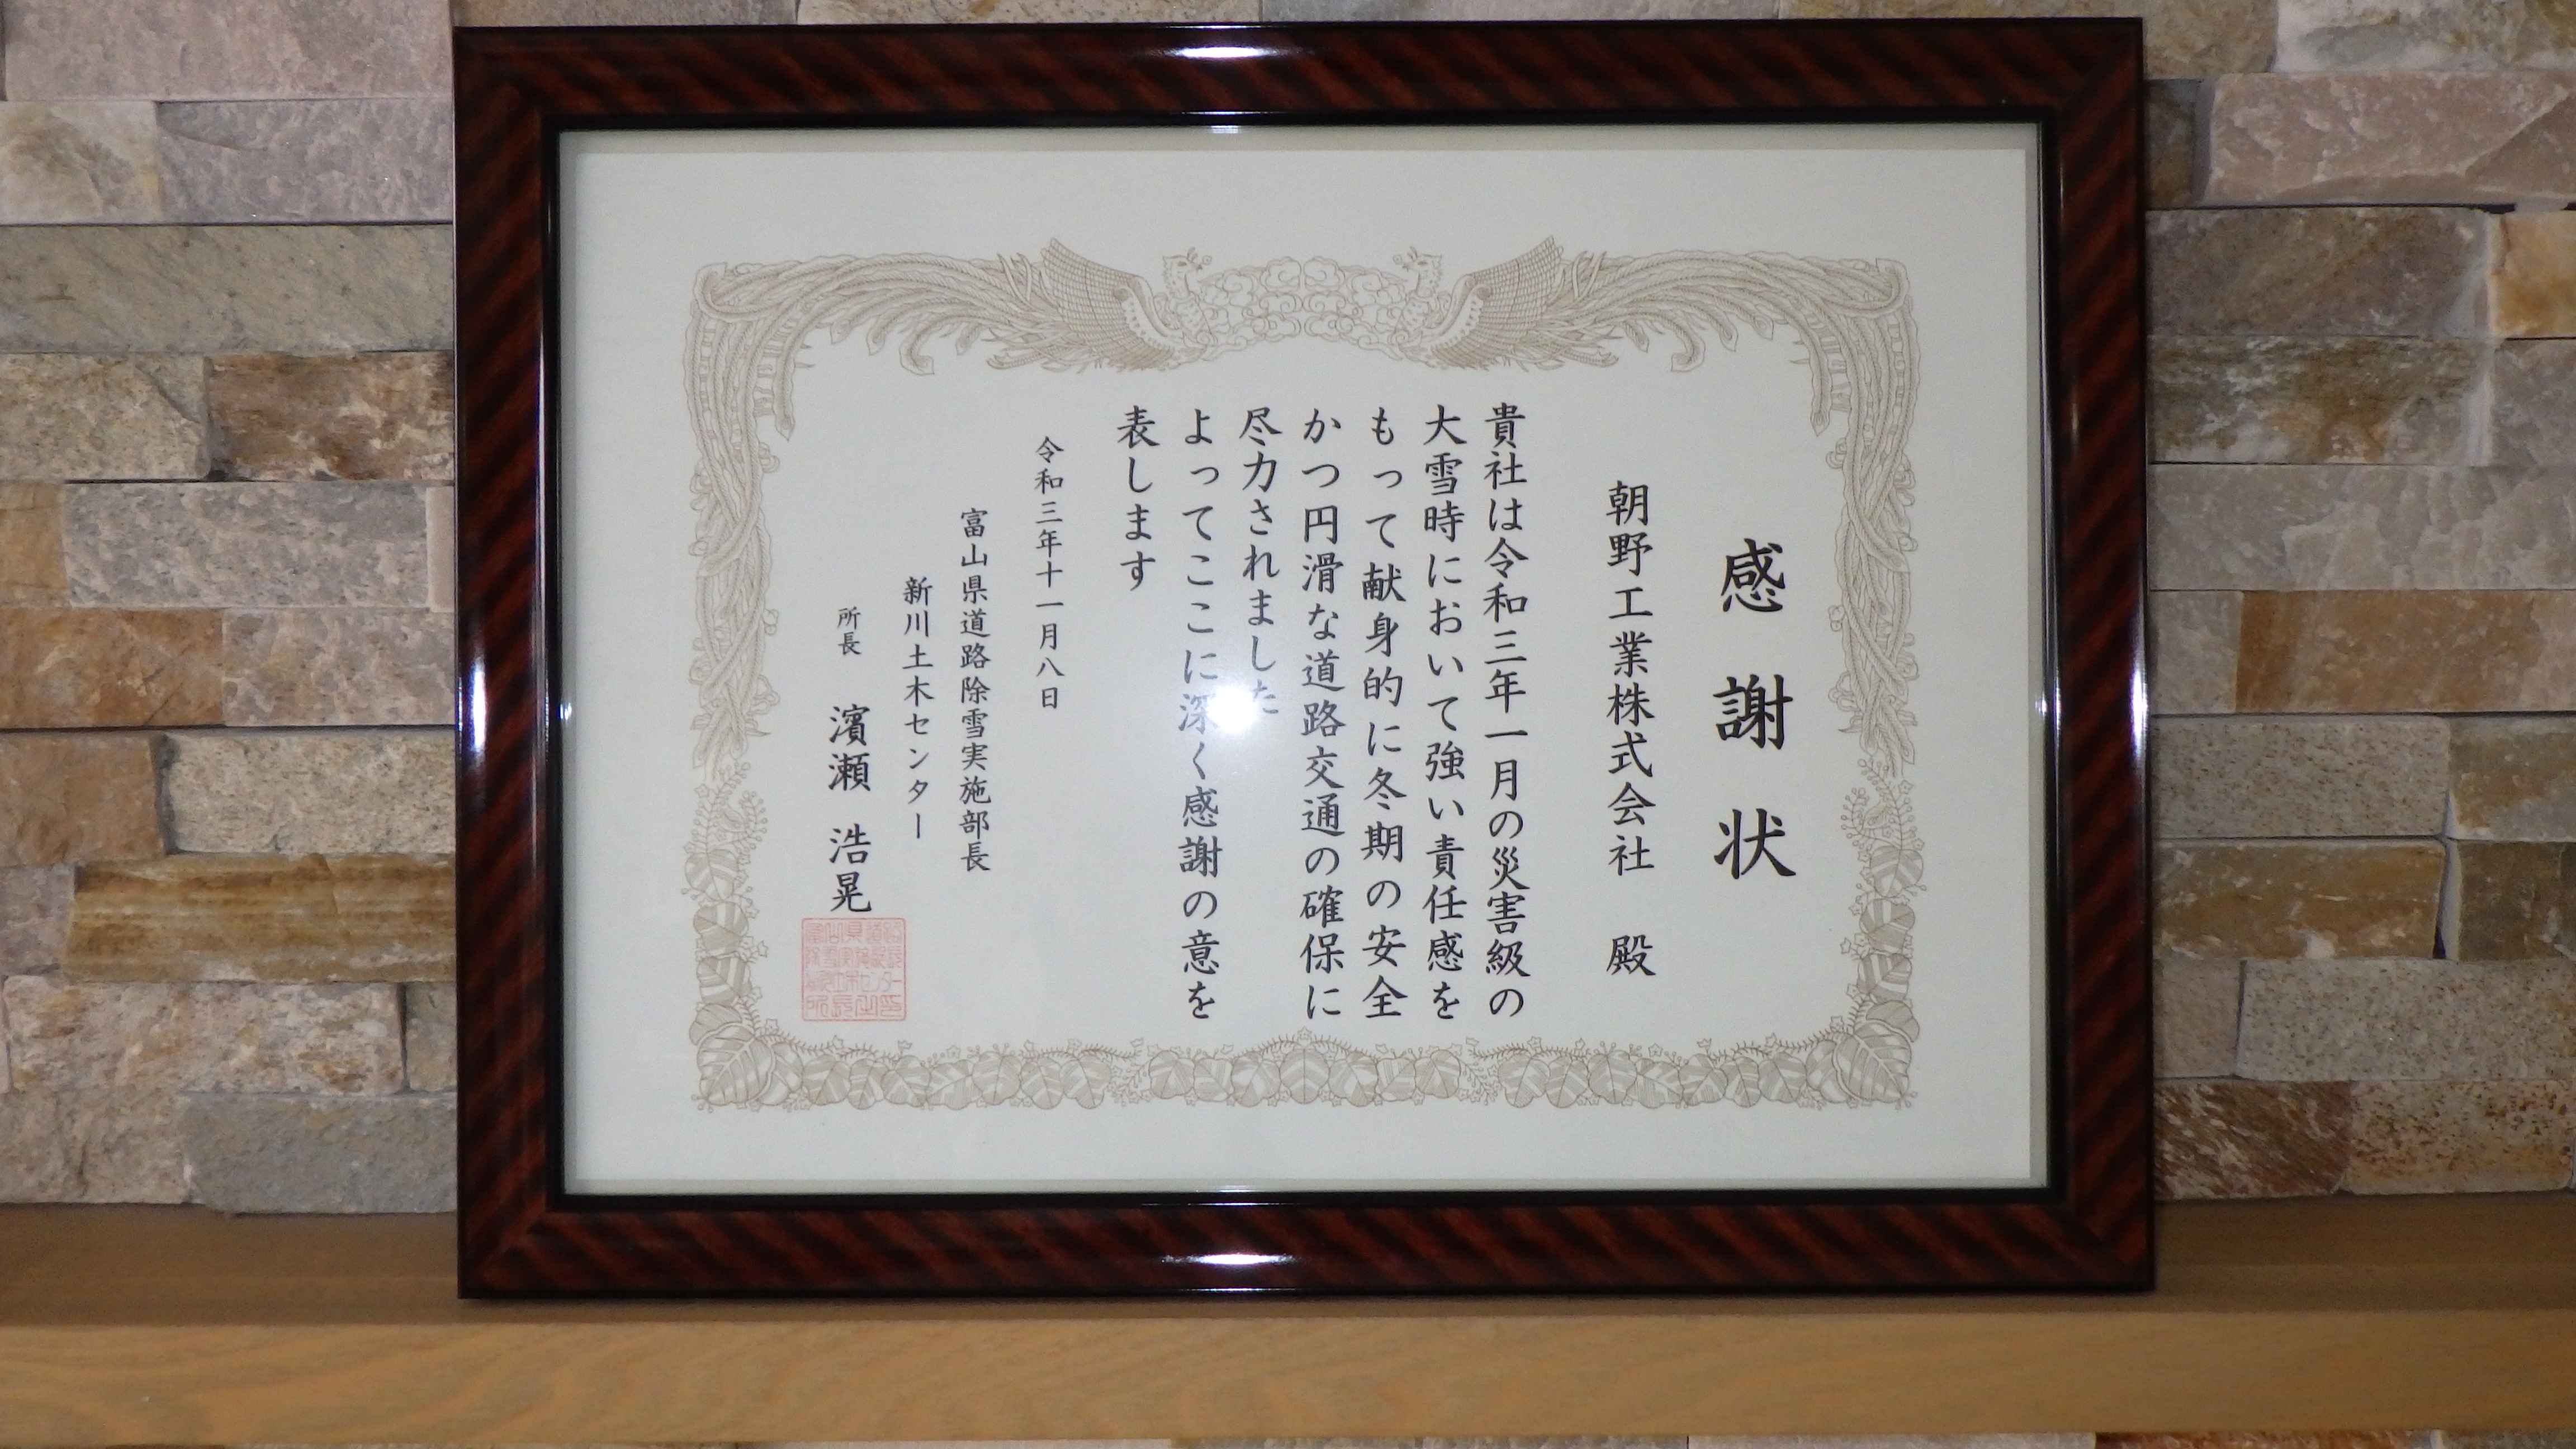 感謝状
朝野工業株式会社 殿
貴社は令和三年一月の災害級の
大雪時において強い責任感を
もって献身的に冬期の安全
かつ円滑な道路交通の確保に
尽力されました
よってここに深く感謝の意を
表します
令和三年十一月八日
富山県道路除雪実施部長
新川土木センター
所長 濱瀬 浩晃